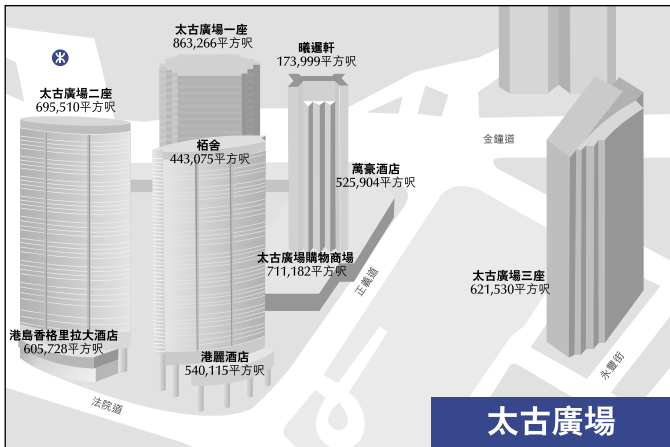 太古廣場一座
863,266平方呎
曦暹軒
173,999平方呎
太古廣場二座
695,510平方呎
栢舍
443,075平方呎
金鐘道
萬豪酒店
525,904平方呎
太古廣場購物商場
711,182平方呎
正義道
太古廣場三座
621,530平方呎
港島香格里拉大酒店
605,728平方呎
港麗酒店
540,115平方呎
永豐街
法院道
太古廣場